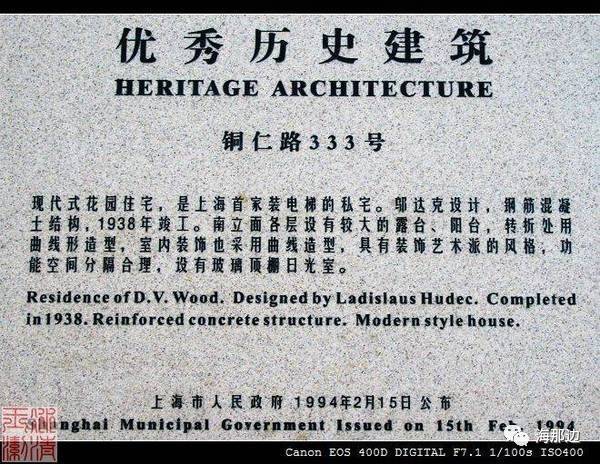 优秀历史建筑
HERITAGE ARCHITECTURE
铜仁路333号
现代式花园住宅，是上海首家装电梯的私宅。邬达克设计，钢筋混凝
土结构，1938年竣工。南立面各层设有较大的露台、阳台，转折处用
曲线形造型，室内装饰也采用曲线造型，具有装饰艺术派的风格，功
能空间分隔合理，设有玻璃顶棚日光室。
Residence of D.V. Wood. Designed by Ladislaus Hudec. Completed
in 1938. Reinforced concrete structure. Modern style house.
上海市人民政府 1994年2月15日公布
Shanghai Municipal Government Issued on 15th Feb. 1994
海那边
Canon EOS 400D DIGITAL F7.1 1/100s ISO400